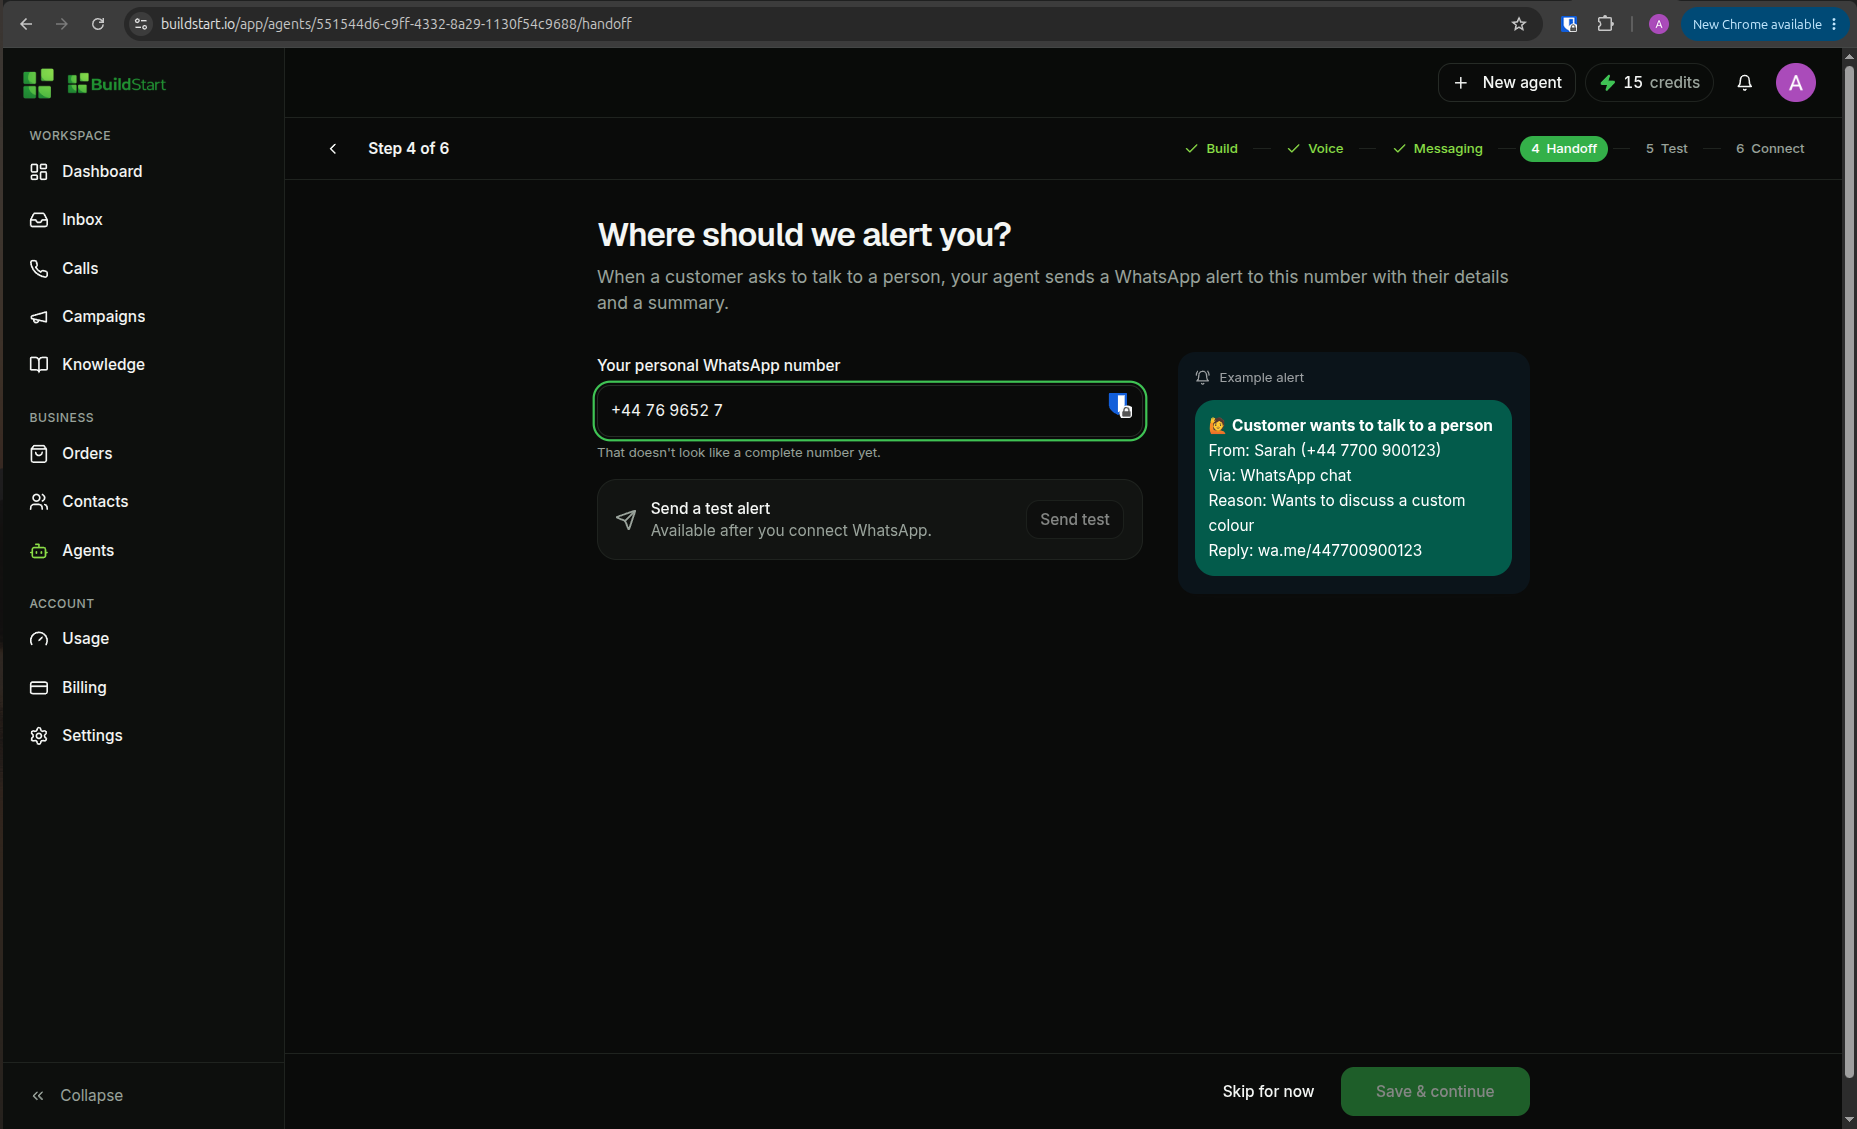 buildstart.io/app/agents/551544d6-c9ff-4332-8a29-1130f54c9688/handoff
A
New Chrome available
BuildStart
New agent
15 credits
A
WORKSPACE
Dashboard
Inbox
Calls
Campaigns
Knowledge
BUSINESS
Orders
Contacts
Agents
ACCOUNT
Usage
Billing
Settings
Collapse
Step 4 of 6
Build
Voice
Messaging
4 Handoff
5 Test
6 Connect
Where should we alert you?
When a customer asks to talk to a person, your agent sends a WhatsApp alert to this number with their details
and a summary.
Your personal WhatsApp number
+44 76 9652 7
That doesn't look like a complete number yet.
Send a test alert
Available after you connect WhatsApp.
Send test
Example alert
🙋 Customer wants to talk to a person
From: Sarah (+44 7700 900123)
Via: WhatsApp chat
Reason: Wants to discuss a custom
colour
Reply: wa.me/447700900123
Skip for now
Save & continue